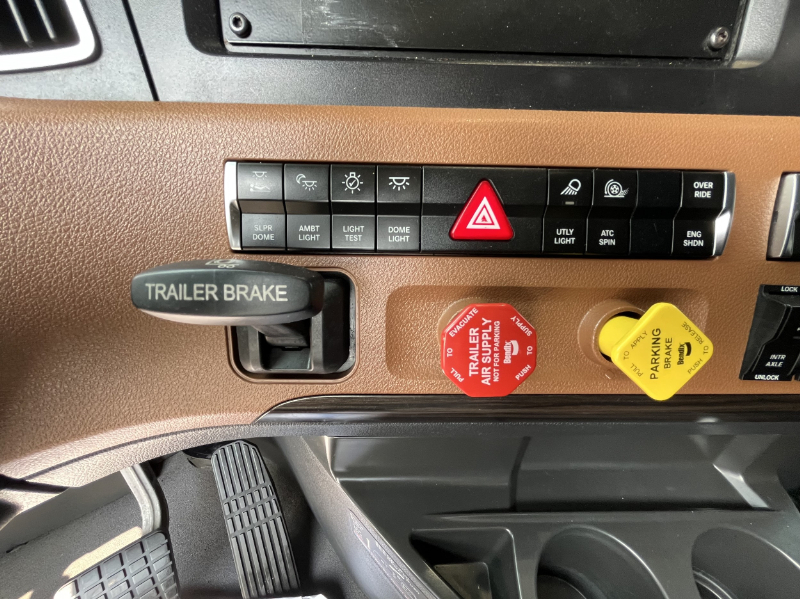 OVER
RIDE
SLPR
DOME
AMBT
LIGHT
LIGHT
TEST
DOME
LIGHT
UTLY
LIGHT
ATC
SPIN
ENG
SHDN
TRAILER BRAKE
PULL TO EVACUATE
TRAILER
AIR SUPPLY
NOT FOR PARKING
Bendix
PUSH TO SUPPLY
PULL TO APPLY
PARKING
BRAKE
Bendix
PUSH TO RELEASE
LOCK
INTR
AXLE
UNLOCK